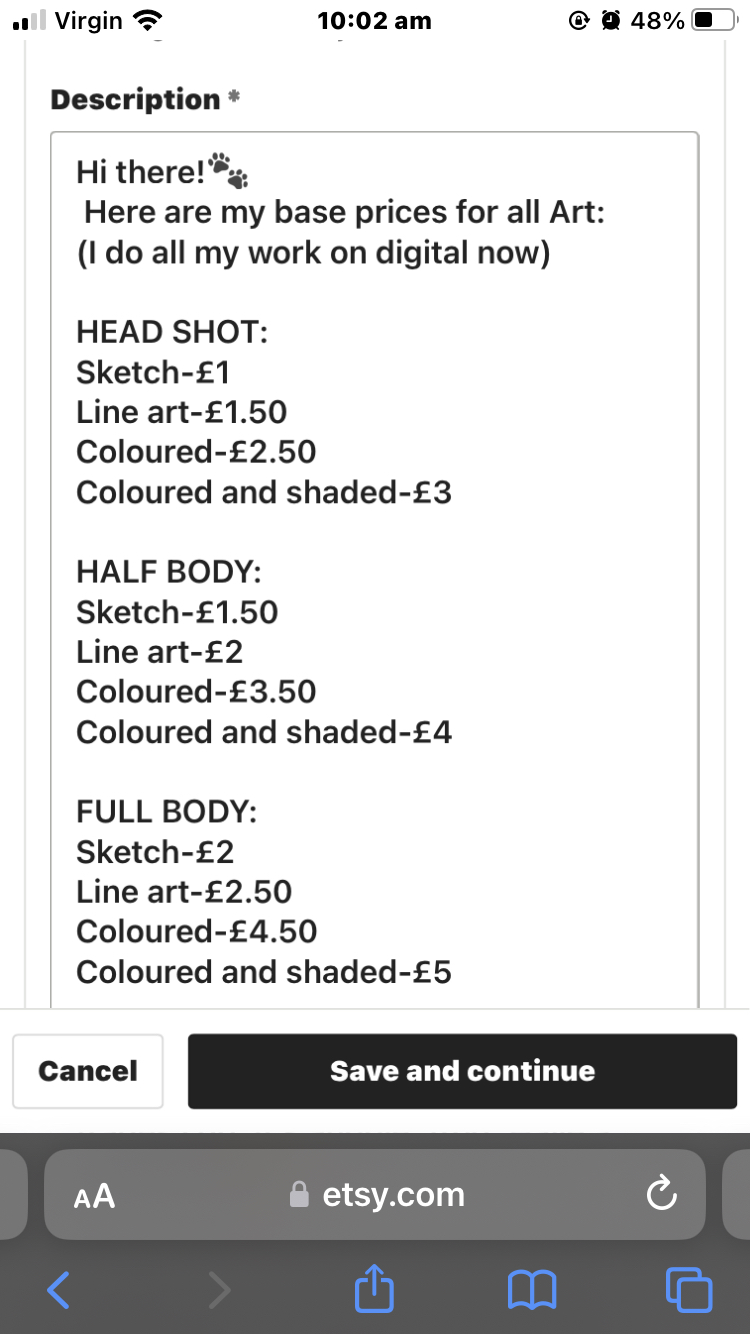 Virgin
10:02 am
48%
Description *
Hi there!🐾
Here are my base prices for all Art:
(I do all my work on digital now)
HEAD SHOT:
Sketch-£1
Line art-£1.50
Coloured-£2.50
Coloured and shaded-£3
HALF BODY:
Sketch-£1.50
Line art-£2
Coloured-£3.50
Coloured and shaded-£4
FULL BODY:
Sketch-£2
Line art-£2.50
Coloured-£4.50
Coloured and shaded-£5
Cancel
Save and continue
AA
etsy.com